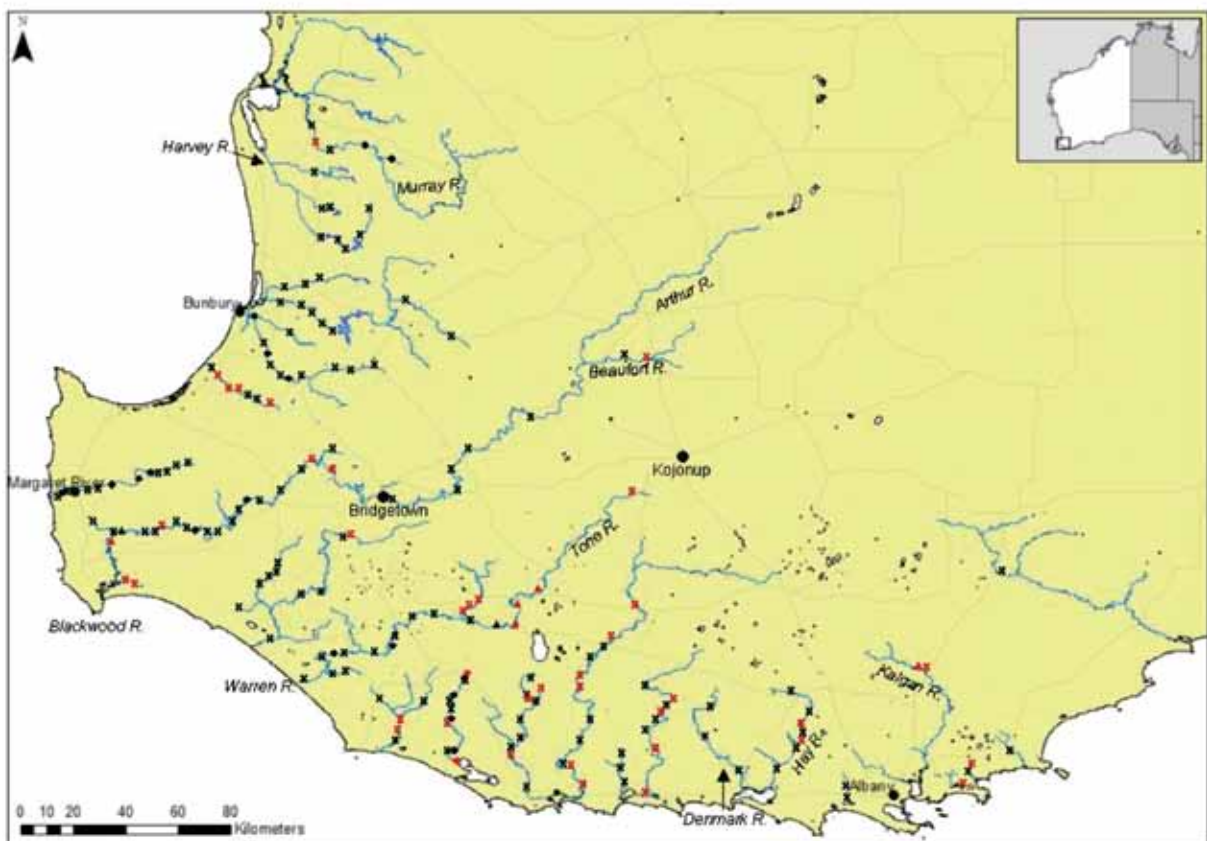 N
Harvey R.
Murray R.
Bunbury
Arthur R.
Beaufort R.
Margaret River
Bridgetown
Kojonup
Tone R.
Blackwood R.
Warren R.
Kalgan R.
Hay R.
Albany
Denmark R.
0 10 20 40 60 80
Kilometers